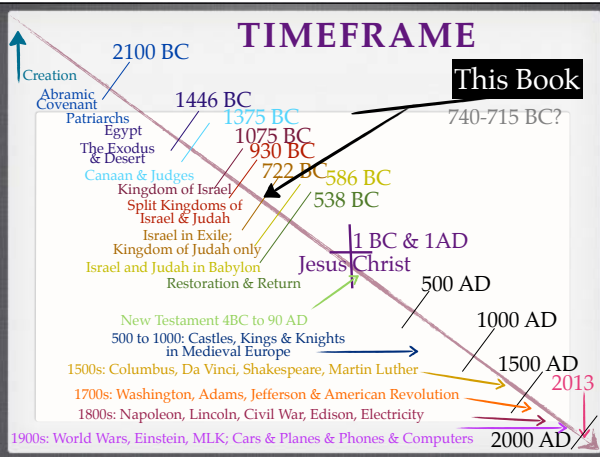 TIMEFRAME
2100 BC
This Book
Creation
740-715 BC?
Abramic
Covenant
Patriarchs
1446 BC
1375 BC
Egypt
1075 BC
The Exodus
& Desert
930 BC
Canaan & Judges
722 BC
586 BC
Kingdom of Israel
538 BC
Split Kingdoms of
Israel & Judah
Israel in Exile;
Kingdom of Judah only
1 BC & 1AD
Israel and Judah in Babylon
Jesus Christ
Restoration & Return
500 AD
New Testament 4BC to 90 AD
1000 AD
500 to 1000: Castles, Kings & Knights
in Medieval Europe
1500 AD
1500s: Columbus, Da Vinci, Shakespeare, Martin Luther
2013
1700s: Washington, Adams, Jefferson & American Revolution
1800s: Napoleon, Lincoln, Civil War, Edison, Electricity
1900s: World Wars, Einstein, MLK; Cars & Planes & Phones & Computers
2000 AD